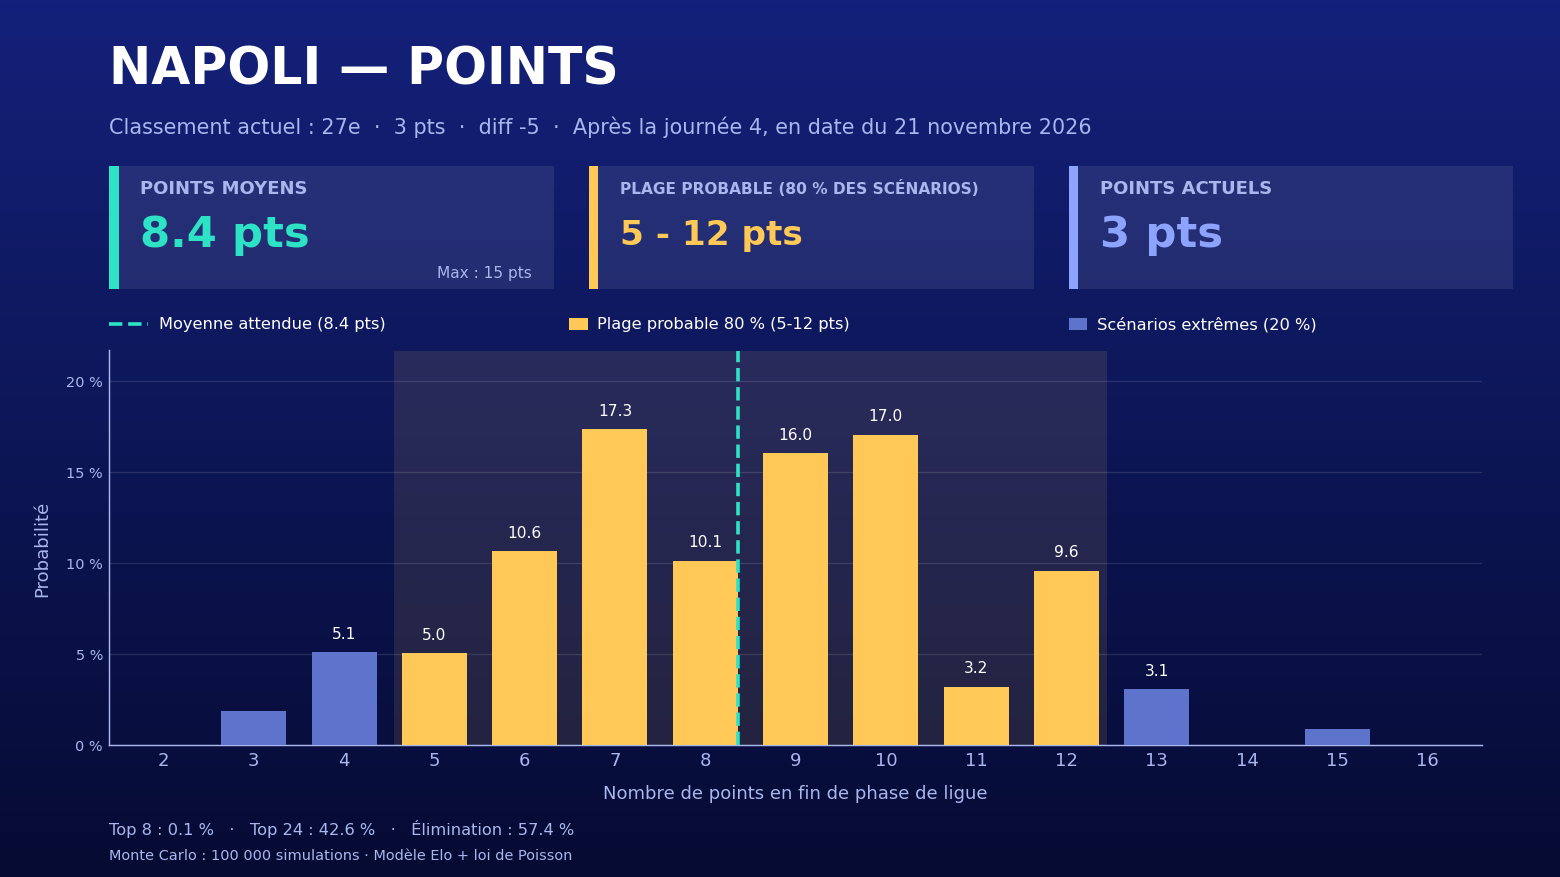 NAPOLI — POINTS
Classement actuel : 27e · 3 pts · diff -5 · Après la journée 4, en date du 21 novembre 2026
POINTS MOYENS
8.4 pts
Max : 15 pts
PLAGE PROBABLE (80 % DES SCÉNARIOS)
5 - 12 pts
POINTS ACTUELS
3 pts
Moyenne attendue (8.4 pts)
Plage probable 80 % (5-12 pts)
Scénarios extrêmes (20 %)
Probabilité
20 %
15 %
10 %
5 %
0 %
5.1
5.0
10.6
17.3
10.1
16.0
17.0
3.2
9.6
3.1
2 3 4 5 6 7 8 9 10 11 12 13 14 15 16
Nombre de points en fin de phase de ligue
Top 8 : 0.1 % · Top 24 : 42.6 % · Élimination : 57.4 %
Monte Carlo : 100 000 simulations · Modèle Elo + loi de Poisson